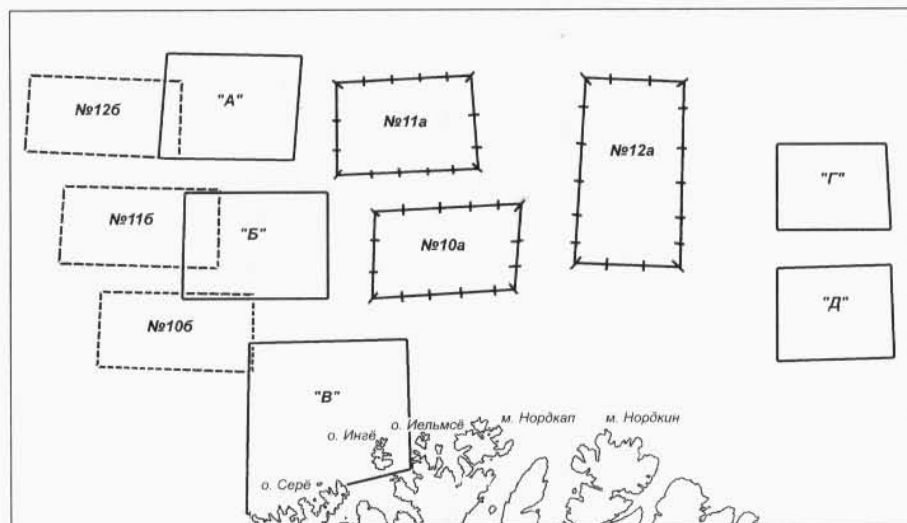 №12б
"А"
№11а
№12а
"Г"
№11б
"Б"
№10а
"Д"
№10б
"В"
о. Ингё
о. Иельмсё
м. Нордкап
м. Нордкин
о. Серё